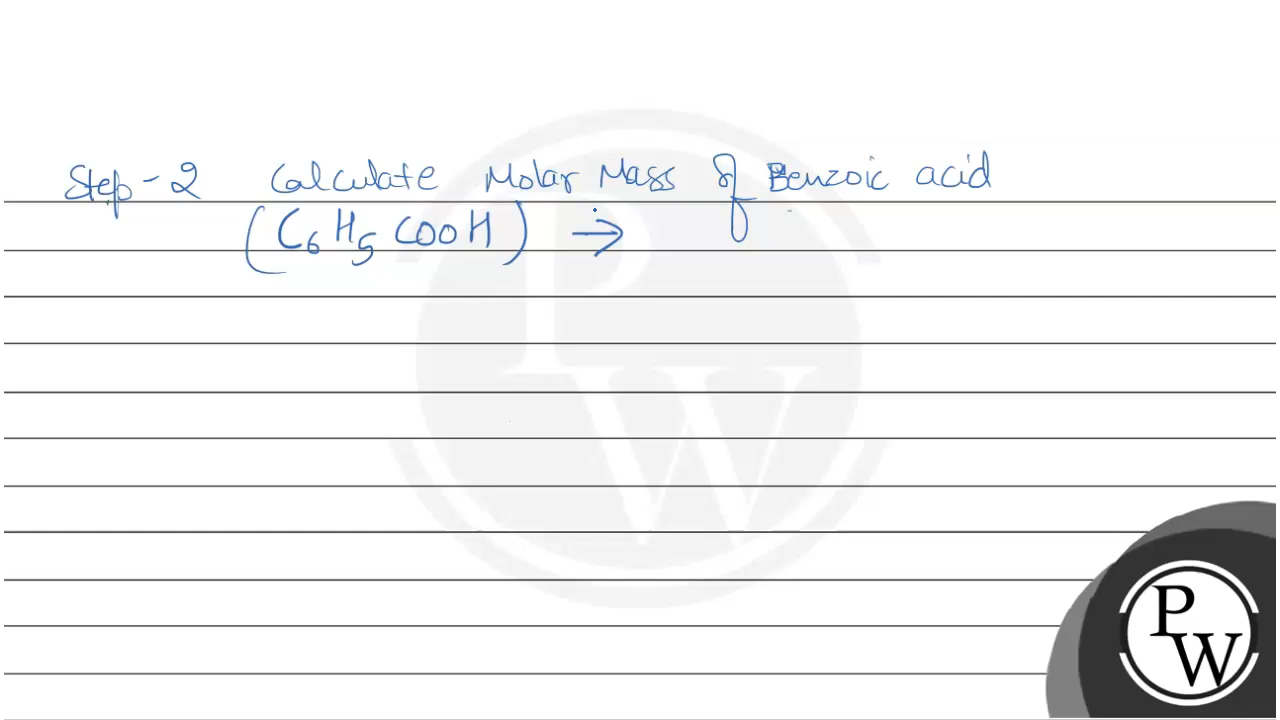 Step-2 Calculate Molar Mass of Benzoic acid
(C₆H₅COOH) →
P
W
P
W